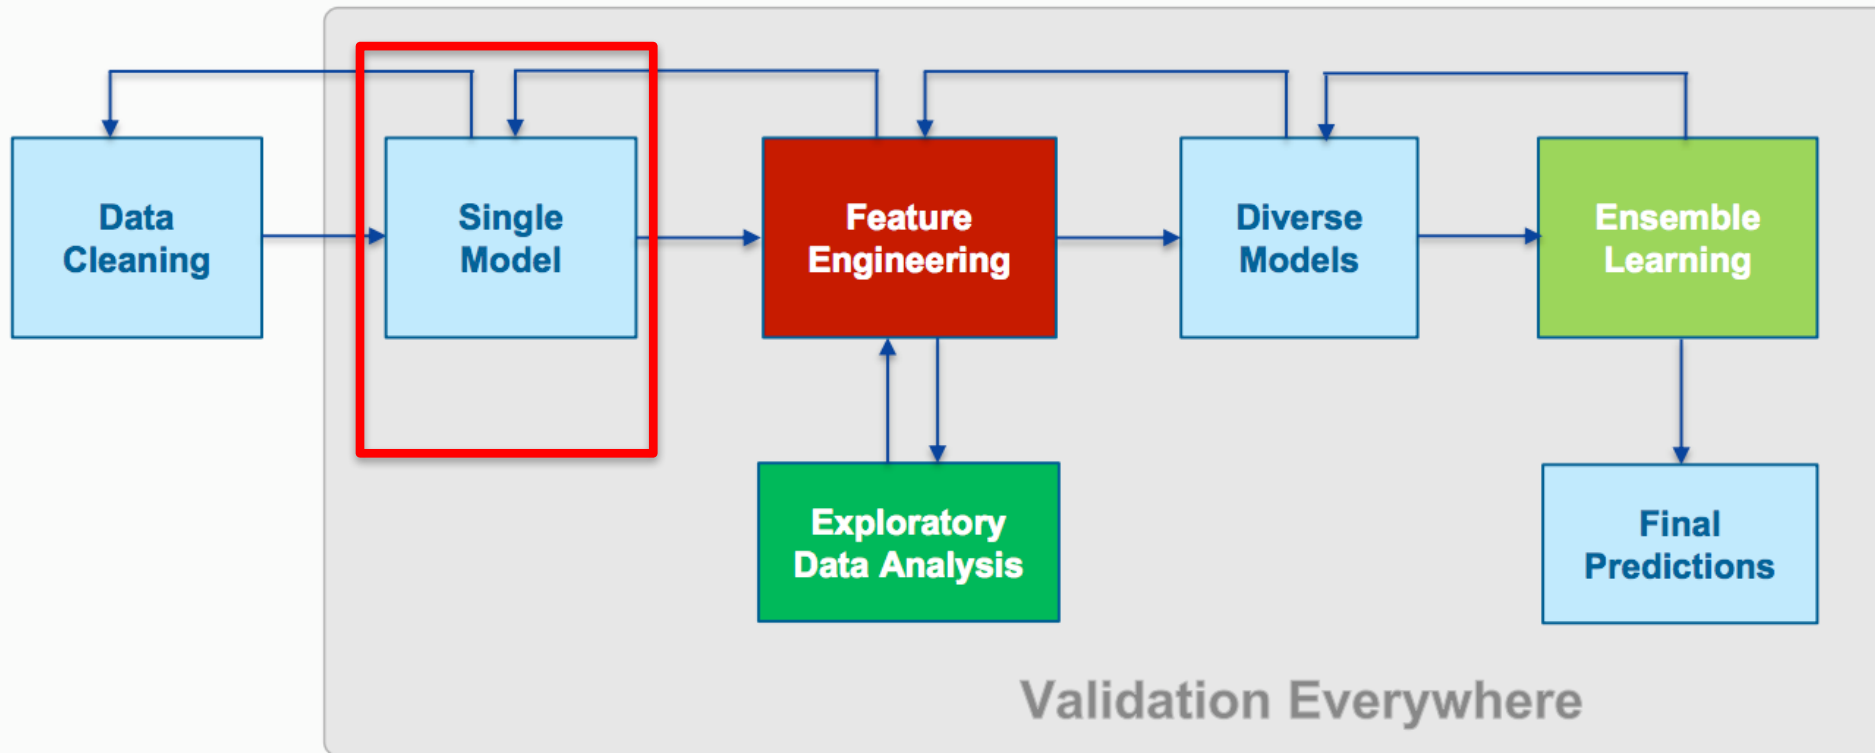 Data
Cleaning
Single
Model
Feature
Engineering
Diverse
Models
Ensemble
Learning
Exploratory
Data Analysis
Final
Predictions
Validation Everywhere